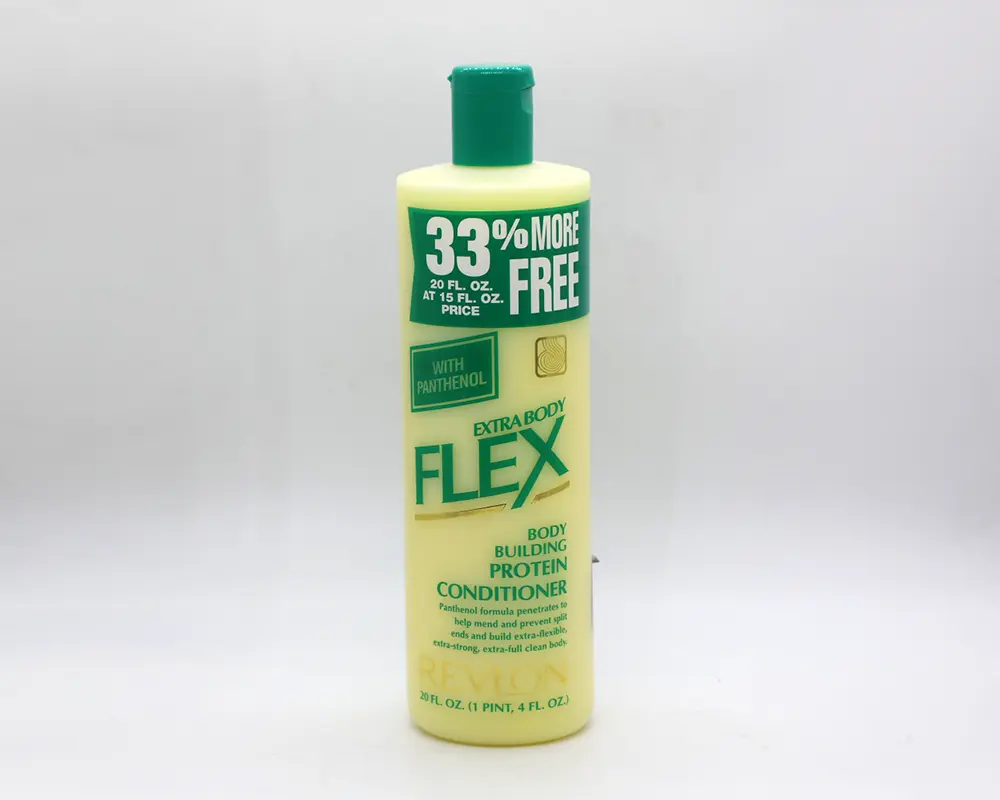 33% MORE
FREE
20 FL. OZ.
AT 15 FL. OZ.
PRICE
WITH
PANTHENOL
EXTRA BODY
FLEX
BODY
BUILDING
PROTEIN
CONDITIONER
Panthenol formula penetrates to
help mend and prevent split
ends and build extra-flexible,
extra-strong, extra-full clean body.
REVLON
20 FL. OZ. (1 PINT, 4 FL. OZ.)